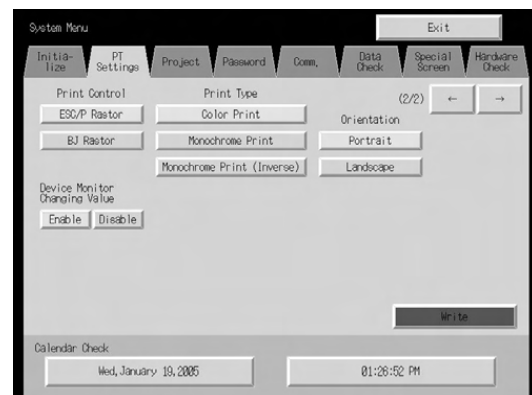 System Menu
Exit
Initia-
lize
PT
Settings
Project
Password
Comm.
Data
Check
Special
Screen
Hardware
Check
Print Control
Print Type
(2/2)
←
→
ESC/P Rastor
Color Print
Orientation
BJ Rastor
Monochrome Print
Portrait
Monochrome Print (Inverse)
Landscape
Device Monitor
Changing Value
Enable
Disable
Write
Calendar Check
Wed, January 19, 2005
01:26:52 PM